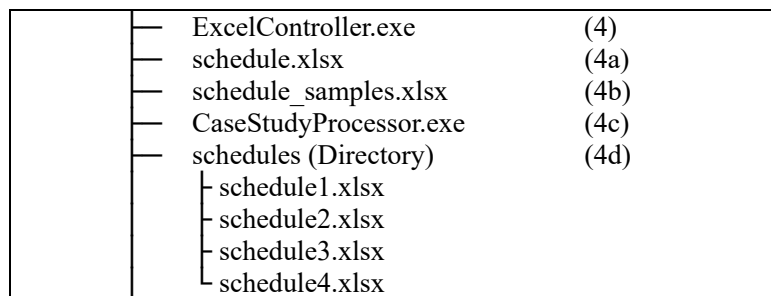 ExcelController.exe (4)
schedule.xlsx (4a)
schedule_samples.xlsx (4b)
CaseStudyProcessor.exe (4c)
schedules (Directory) (4d)
schedule1.xlsx
schedule2.xlsx
schedule3.xlsx
schedule4.xlsx